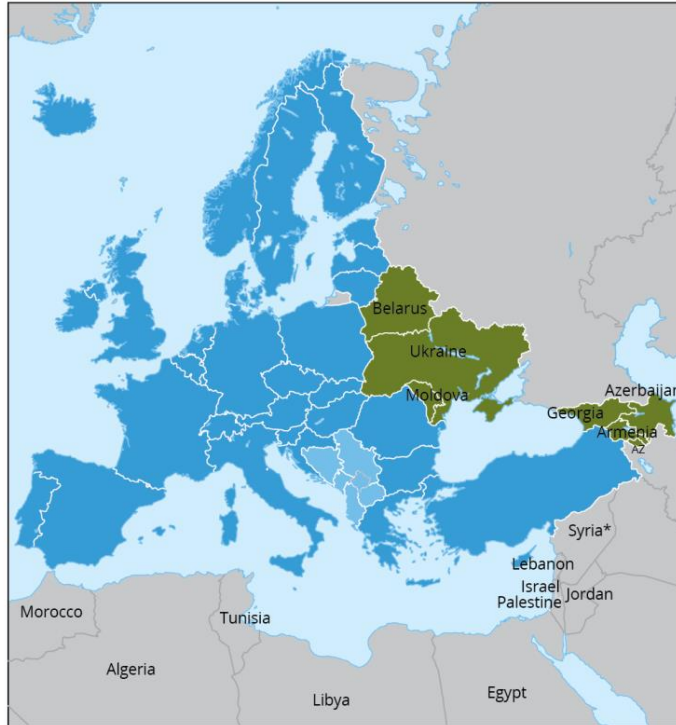 Belarus
Ukraine
Moldova
Azerbaijan
Georgia
Armenia
AZ
Syria*
Lebanon
Israel
Palestine
Jordan
Morocco
Tunisia
Algeria
Libya
Egypt